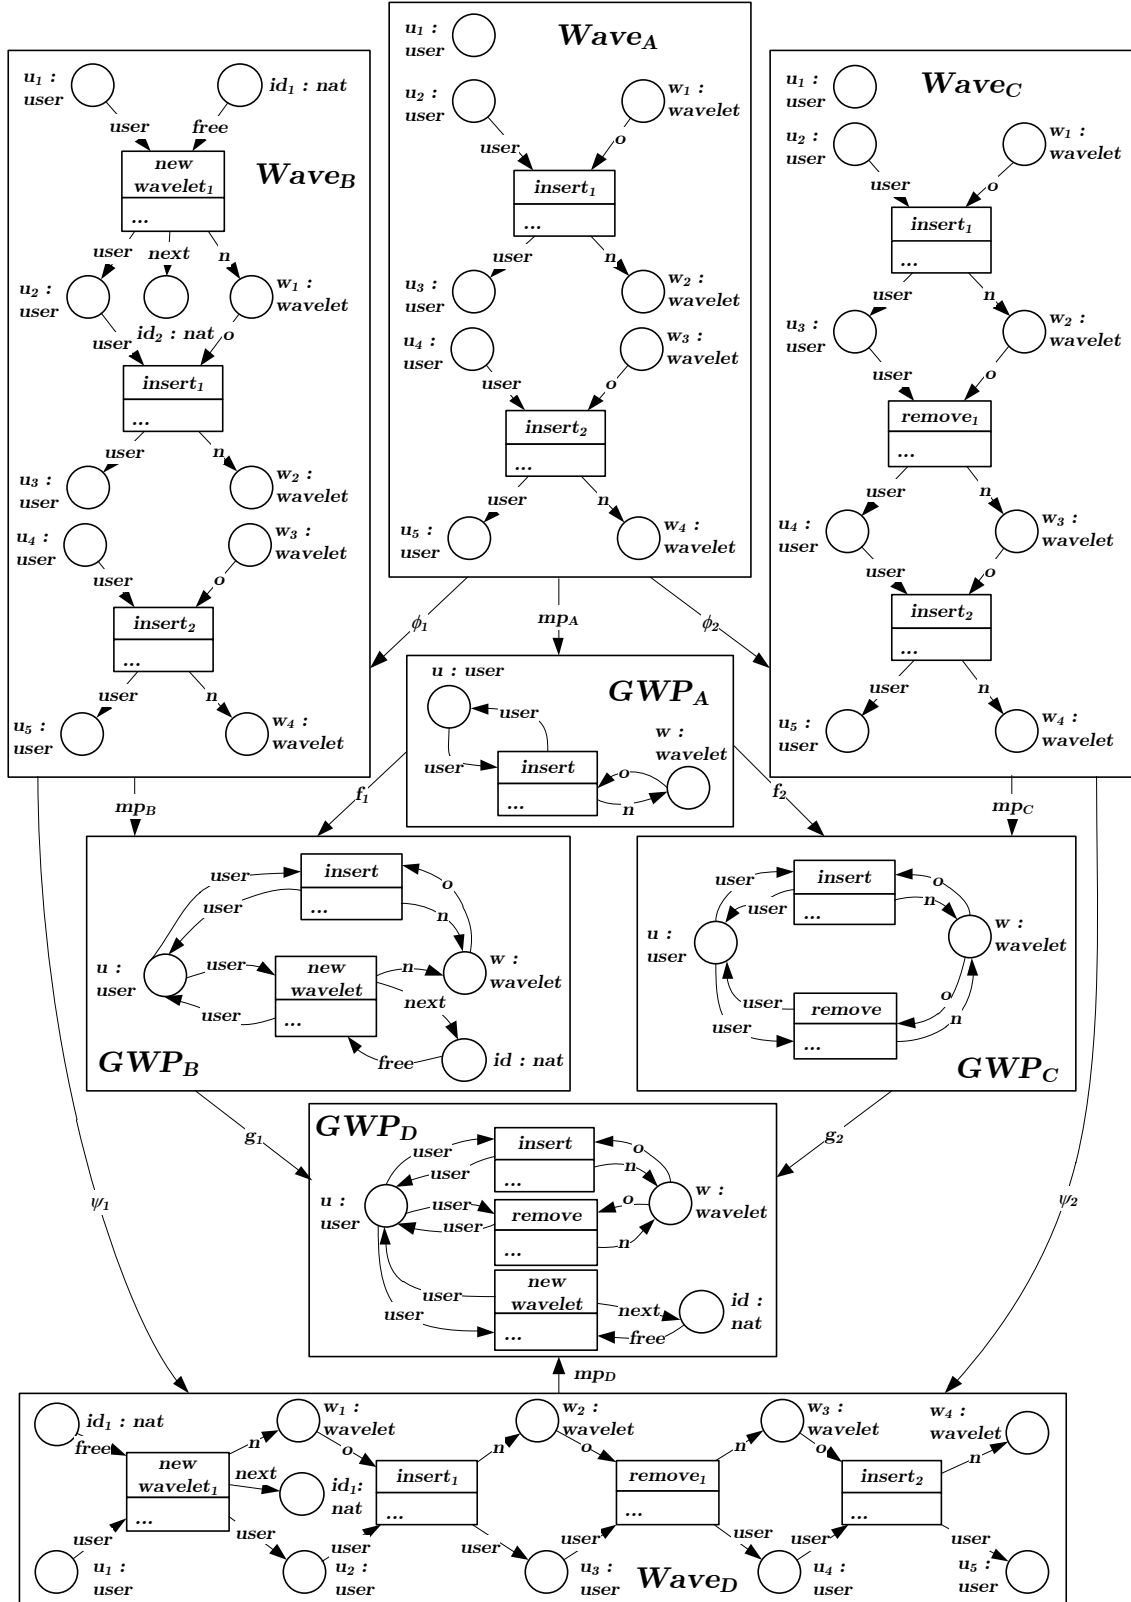 Wave_A
u₁ :
user
u₂ :
user
w₁ :
wavelet
user
o
insert₁
...
user
n
u₃ :
user
w₂ :
wavelet
u₄ :
user
w₃ :
wavelet
user
o
insert₂
...
user
n
u₅ :
user
w₄ :
wavelet
Wave_B
u₁ :
user
id₁ : nat
user
free
new
wavelet₁
...
user
next
n
u₂ :
user
id₂ : nat
w₁ :
wavelet
user
o
insert₁
...
user
n
u₃ :
user
w₂ :
wavelet
u₄ :
user
w₃ :
wavelet
user
o
insert₂
...
user
n
u₅ :
user
w₄ :
wavelet
Wave_C
u₁ :
user
u₂ :
user
w₁ :
wavelet
user
o
insert₁
...
user
n
u₃ :
user
w₂ :
wavelet
user
o
remove₁
...
user
n
u₄ :
user
w₃ :
wavelet
user
o
insert₂
...
user
n
u₅ :
user
w₄ :
wavelet
ϕ₁
mp_A
ϕ₂
GWP_A
u : user
user
user
insert
...
o
n
w :
wavelet
mp_B
f₁
f₂
mp_C
GWP_B
u :
user
user
user
insert
...
o
n
w :
wavelet
user
user
new
wavelet
...
n
next
free
id : nat
GWP_C
u :
user
user
user
insert
...
o
n
w :
wavelet
user
user
remove
...
o
n
g₁
g₂
ψ₁
ψ₂
GWP_D
u :
user
user
user
insert
...
o
n
w :
wavelet
user
user
remove
...
o
n
user
user
new
wavelet
...
next
free
id :
nat
mp_D
id₁ : nat
free
new
wavelet₁
...
user
u₁ :
user
n
next
user
w₁ :
wavelet
id₁:
nat
u₂ :
user
o
user
insert₁
...
n
user
w₂ :
wavelet
u₃ :
user
o
user
remove₁
...
n
user
w₃ :
wavelet
u₄ :
user
o
user
insert₂
...
n
user
w₄ :
wavelet
u₅ :
user
Wave_D